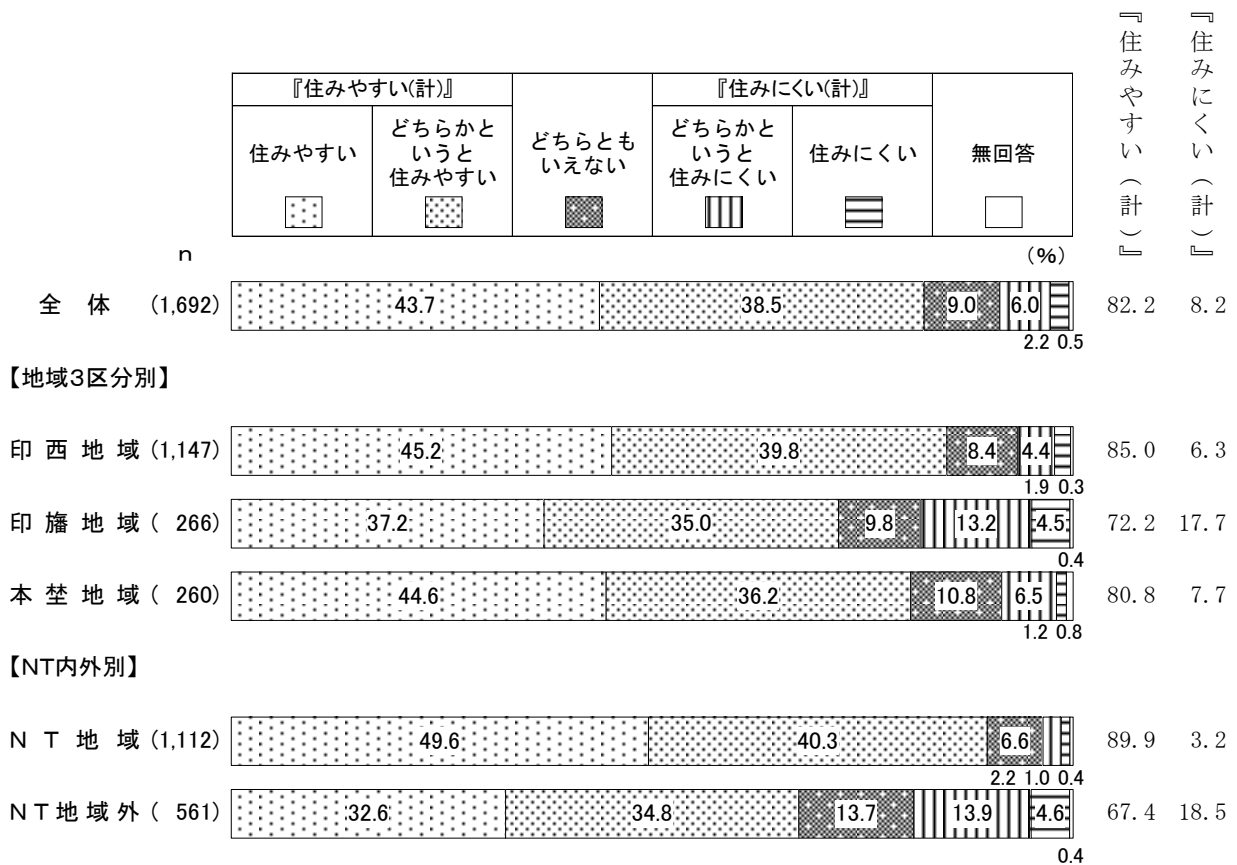 『住みやすい（計）』
『住みにくい（計）』
『住みやすい(計)』
『住みにくい(計)』
住みやすい
どちらかと
いうと
住みやすい
どちらとも
いえない
どちらかと
いうと
住みにくい
住みにくい
無回答
n
(%)
全体 (1,692) 43.7 38.5 9.0 6.0 82.2 8.2
2.2 0.5
【地域3区分別】
印西地域 (1,147) 45.2 39.8 8.4 4.4 85.0 6.3
1.9 0.3
印旛地域 ( 266) 37.2 35.0 9.8 13.2 4.5 72.2 17.7
0.4
本埜地域 ( 260) 44.6 36.2 10.8 6.5 80.8 7.7
1.2 0.8
【NT内外別】
NT地域 (1,112) 49.6 40.3 6.6 89.9 3.2
2.2 1.0 0.4
NT地域外 ( 561) 32.6 34.8 13.7 13.9 4.6 67.4 18.5
0.4